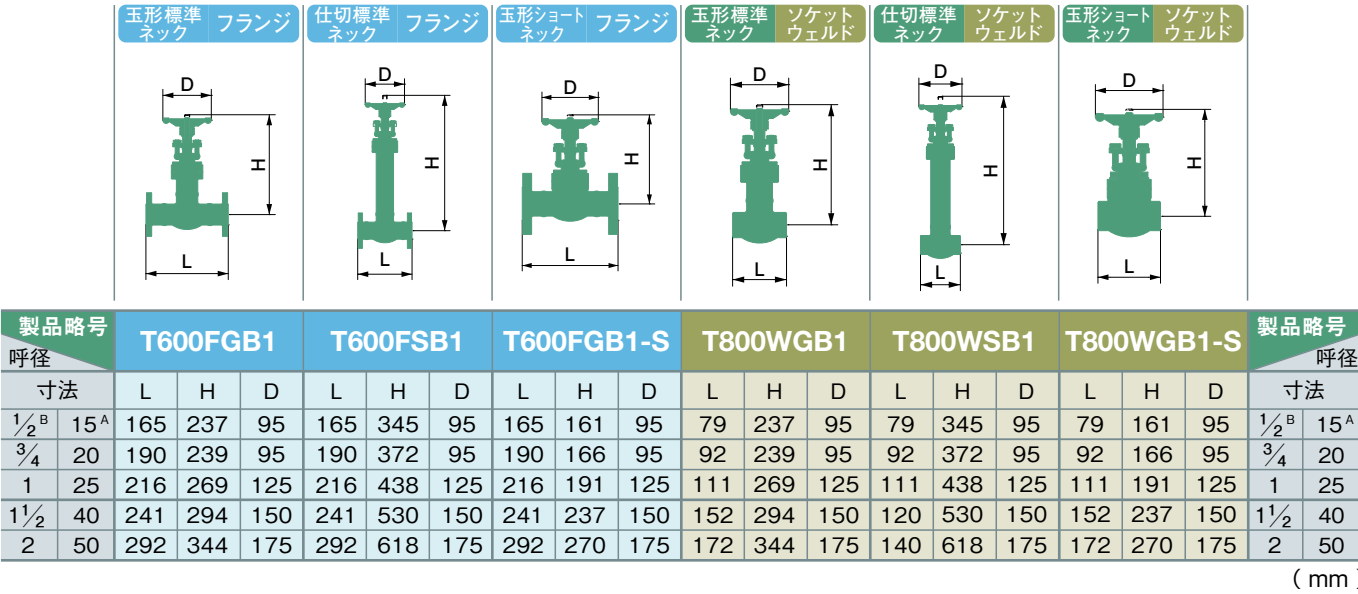 玉形標準ネック フランジ
仕切標準ネック フランジ
玉形ショートネック フランジ
玉形標準ネック ソケットウェルド
仕切標準ネック ソケットウェルド
玉形ショートネック ソケットウェルド
D H L
D H L
D H L
D H L
D H L
D H L
製品略号 呼径 T600FGB1 T600FSB1 T600FGB1-S T800WGB1 T800WSB1 T800WGB1-S 製品略号 呼径
寸法 L H D L H D L H D L H D L H D L H D 寸法
1/2B 15A 165 237 95 165 345 95 165 161 95 79 237 95 79 345 95 79 161 95 1/2B 15A
3/4 20 190 239 95 190 372 95 190 166 95 92 239 95 92 372 95 92 166 95 3/4 20
1 25 216 269 125 216 438 125 216 191 125 111 269 125 111 438 125 111 191 125 1 25
1 1/2 40 241 294 150 241 530 150 241 237 150 152 294 150 120 530 150 152 237 150 1 1/2 40
2 50 292 344 175 292 618 175 292 270 175 172 344 175 140 618 175 172 270 175 2 50
( mm )